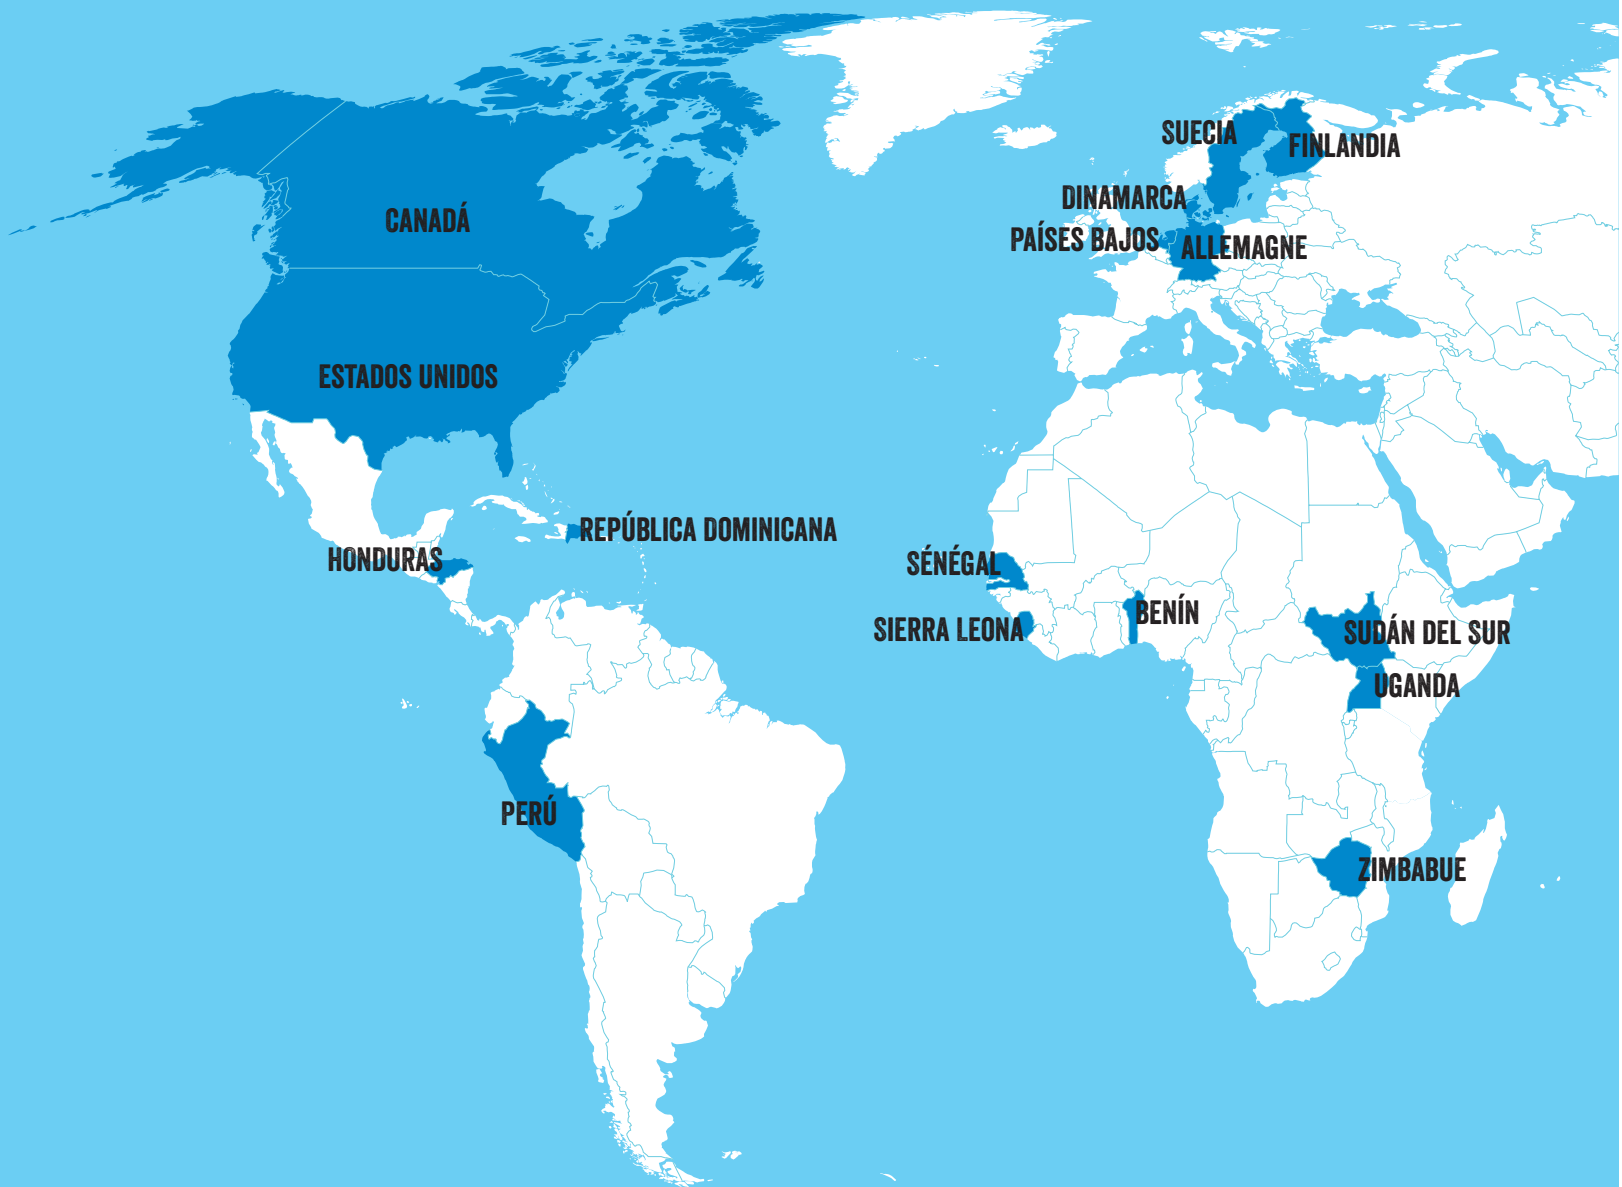 SUECIA
FINLANDIA
DINAMARCA
PAÍSES BAJOS
ALLEMAGNE
CANADÁ
ESTADOS UNIDOS
REPÚBLICA DOMINICANA
HONDURAS
SÉNÉGAL
BENÍN
SIERRA LEONA
SUDÁN DEL SUR
UGANDA
PERÚ
ZIMBABUE